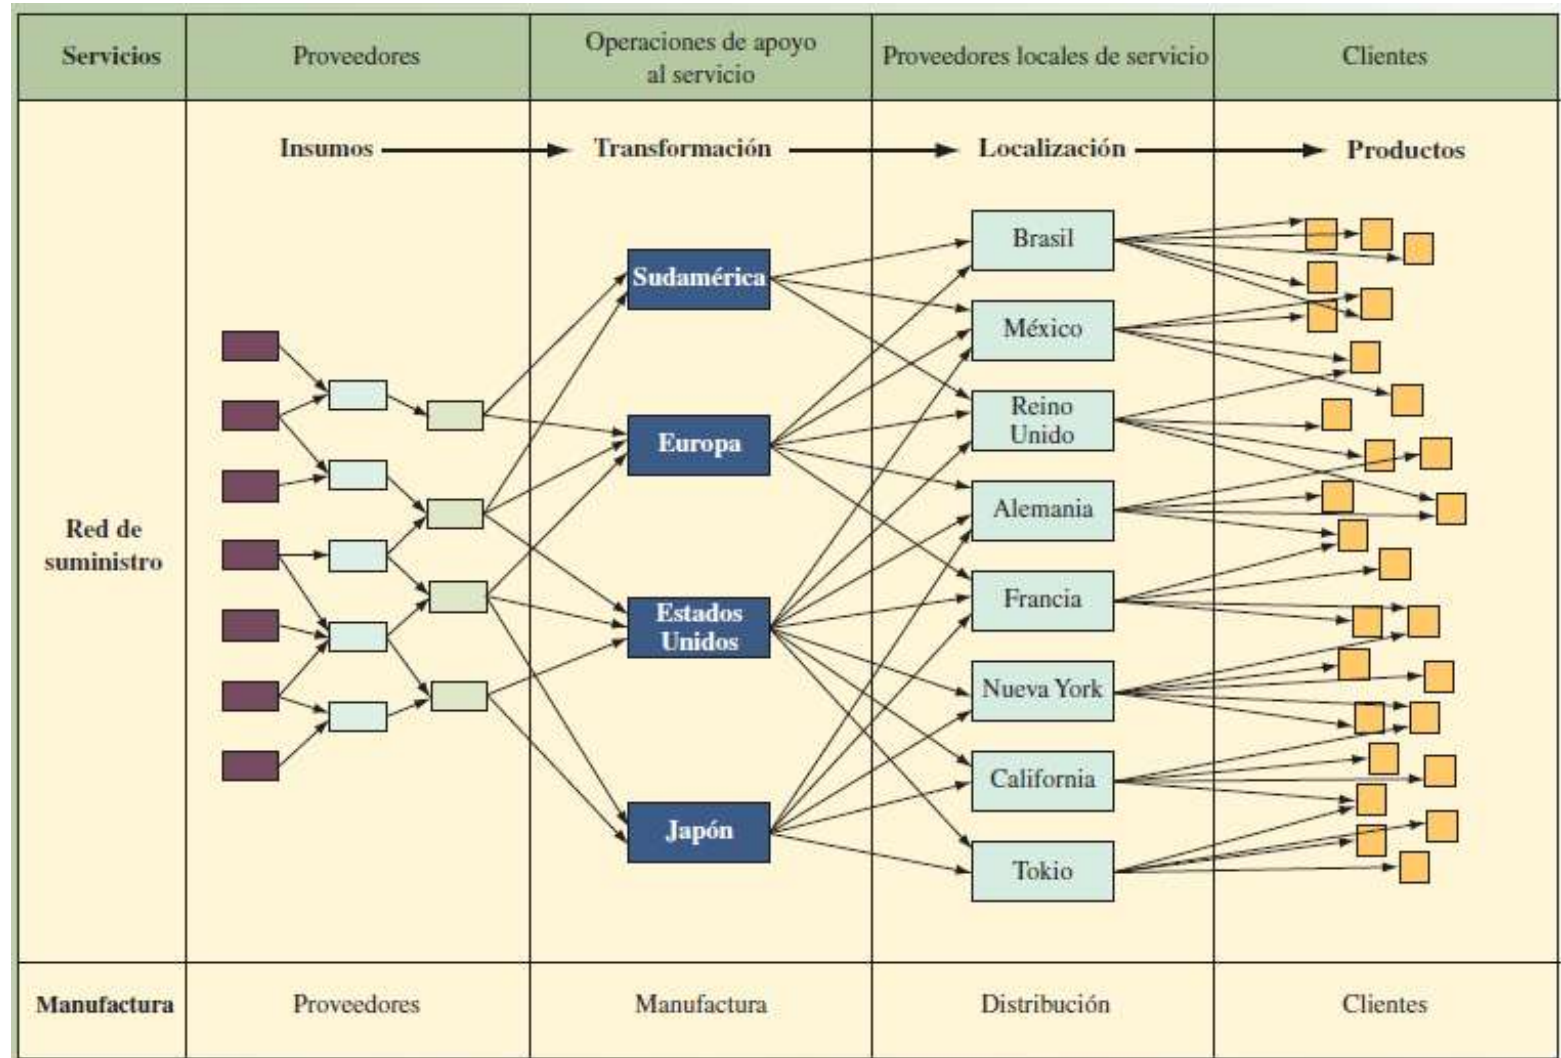 Servicios
Proveedores
Operaciones de apoyo
al servicio
Proveedores locales de servicio
Clientes
Insumos
Transformación
Localización
Productos
Red de
suministro
Sudamérica
Europa
Estados
Unidos
Japón
Brasil
México
Reino
Unido
Alemania
Francia
Nueva York
California
Tokio
Manufactura
Proveedores
Manufactura
Distribución
Clientes